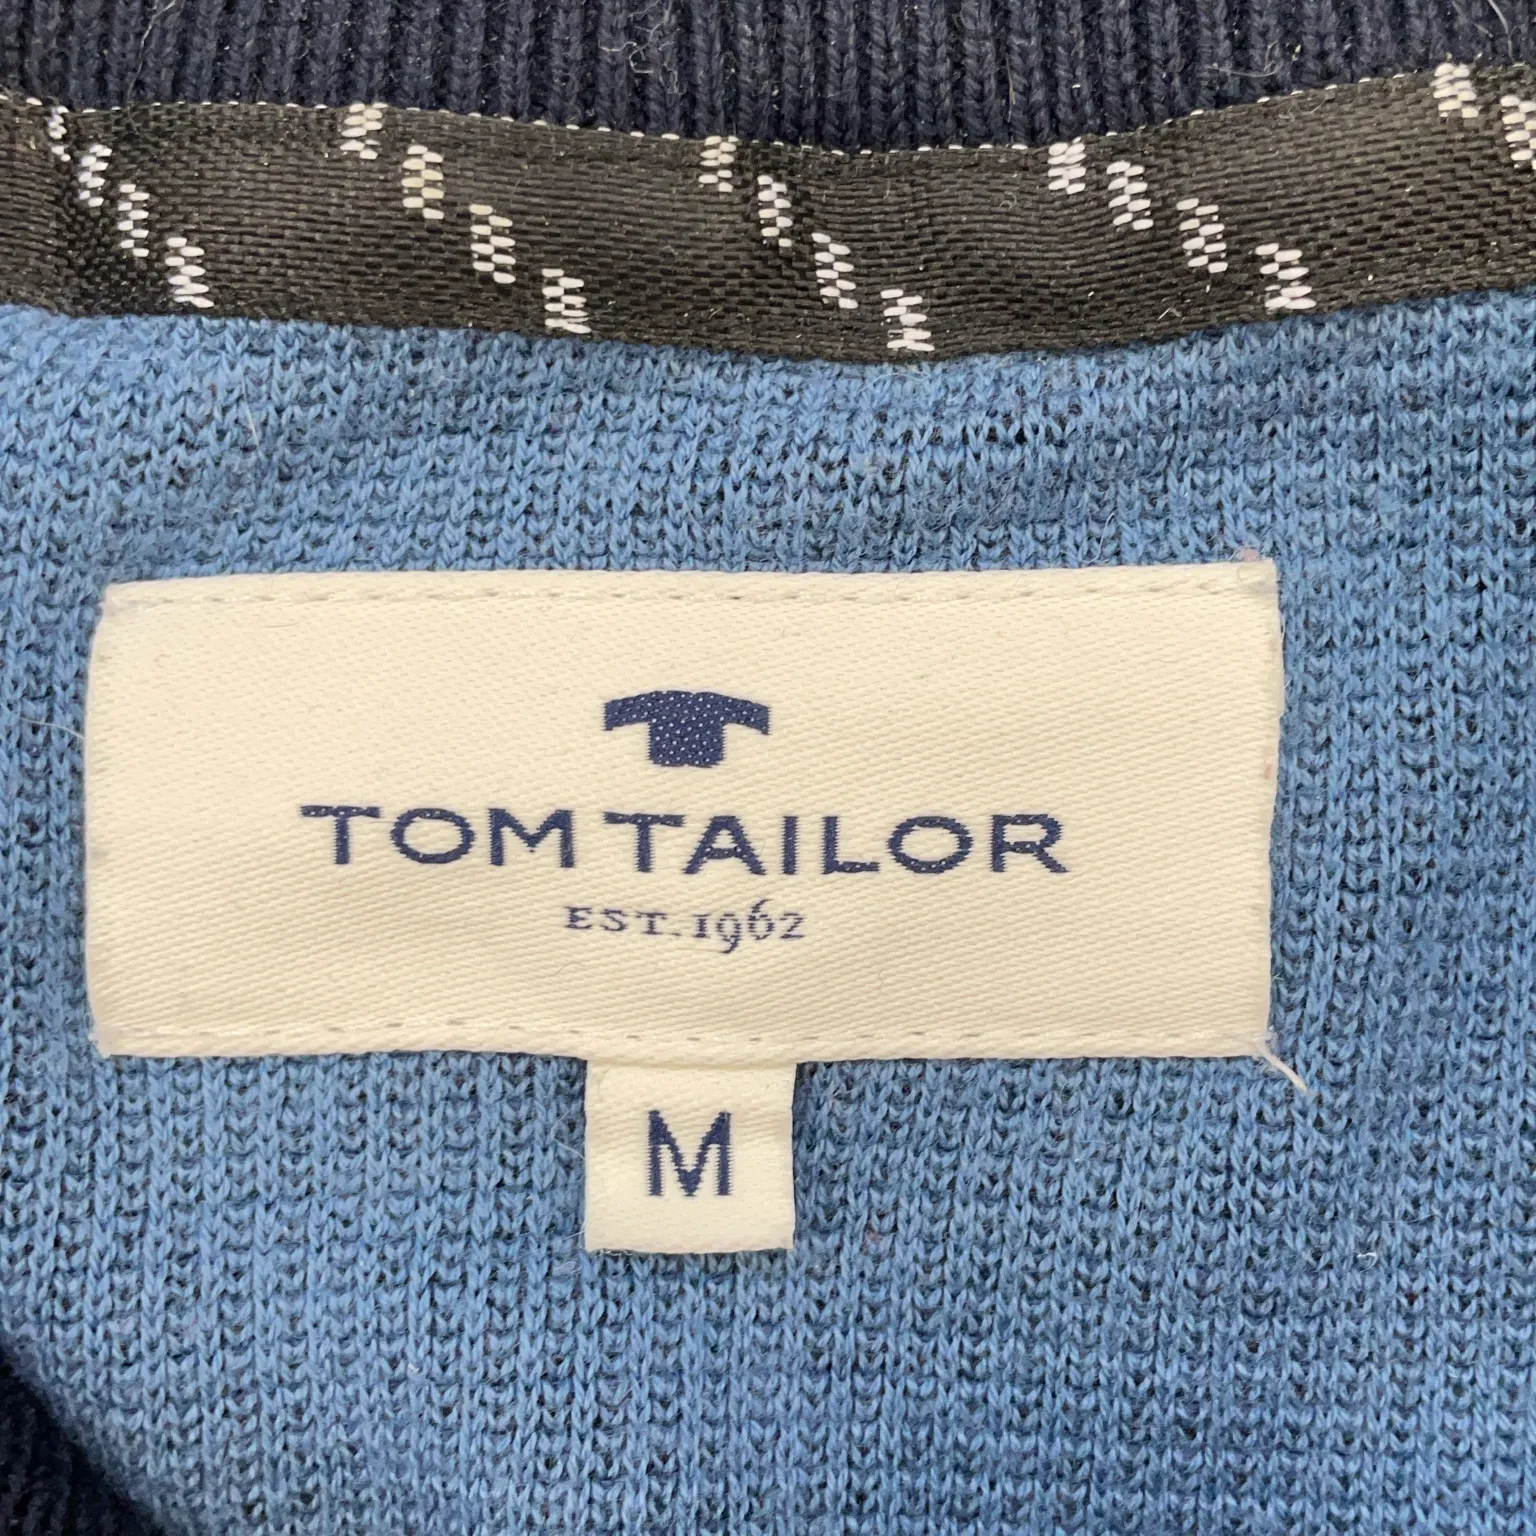 TOM TAILOR
EST. 1962
M